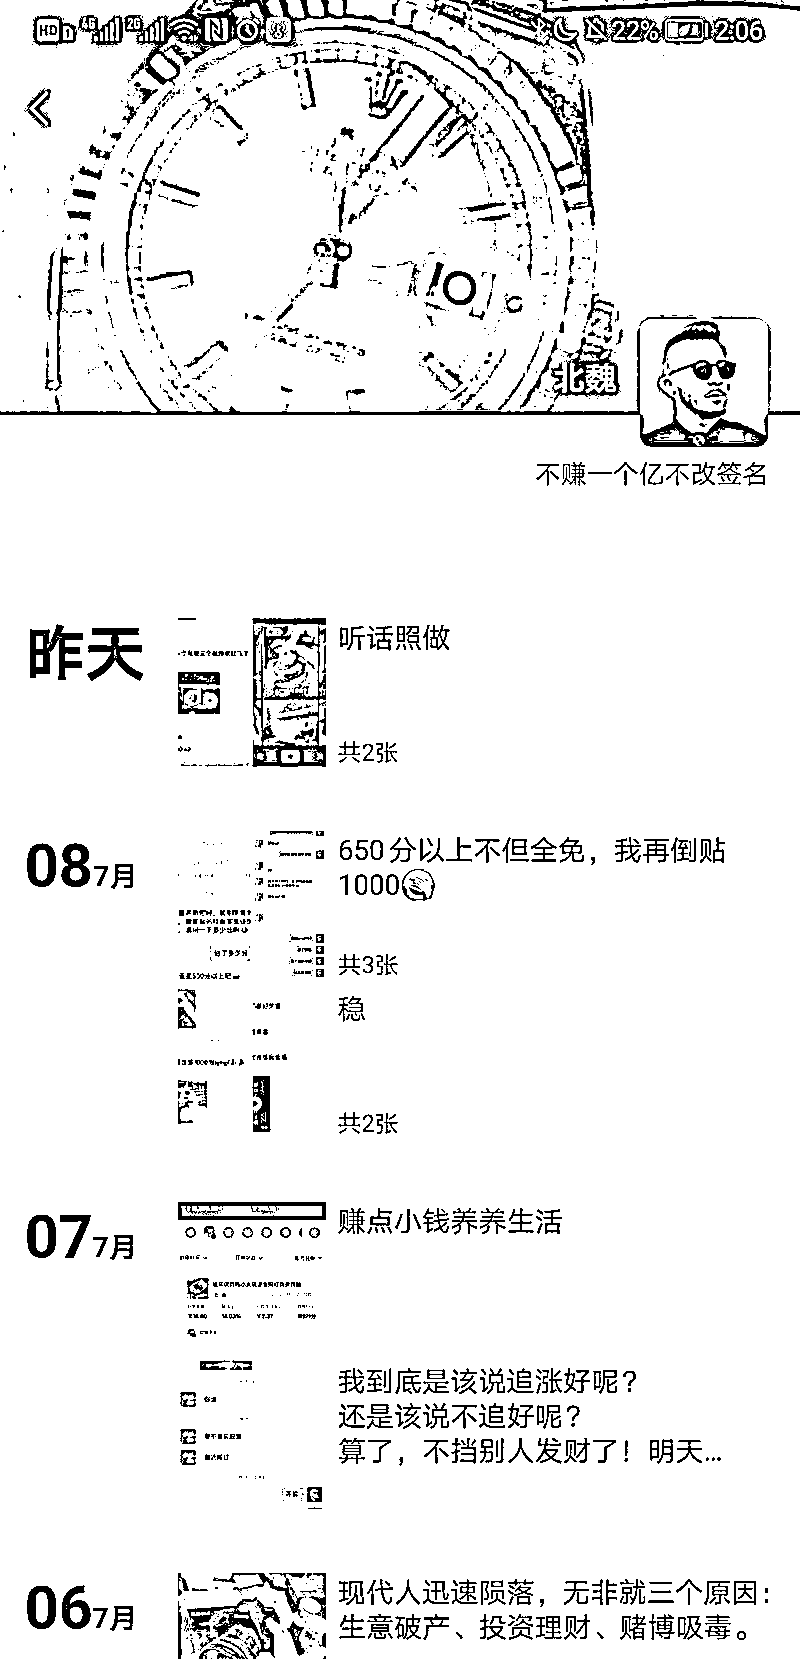 HD 4G 2G 22% 2:06
10
北魏
不赚一个亿不改签名
昨天
听话照做
共2张
08 7月
650分以上不但全免，我再倒贴
1000
共3张
稳
共2张
07 7月
赚点小钱养养生活
我到底是该说追涨好呢？
还是该说不追好呢？
算了，不挡别人发财了！明天...
06 7月
现代人迅速陨落，无非就三个原因：
生意破产、投资理财、赌博吸毒。